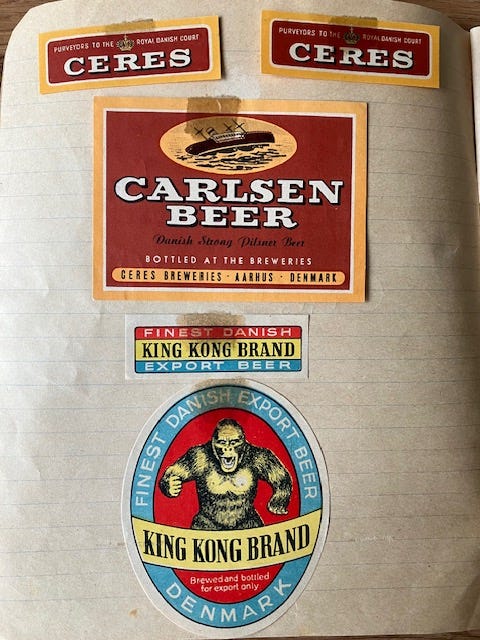 PURVEYORS TO THE ROYAL DANISH COURT
CERES
PURVEYORS TO THE ROYAL DANISH COURT
CERES
CARLSEN
BEER
Danish Strong Pilsner Beer
BOTTLED AT THE BREWERIES
CERES BREWERIES · AARHUS · DENMARK
FINEST DANISH
KING KONG BRAND
EXPORT BEER
FINEST DANISH EXPORT BEER
KING KONG BRAND
Brewed and bottled
for export only
DENMARK